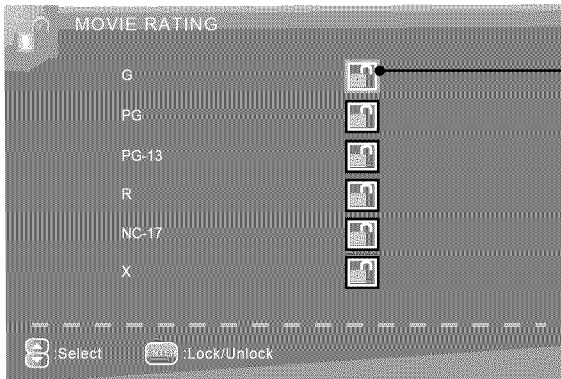 MOVIE RATING
G
PG
PG-13
R
NC-17
X
:Select :Lock/Unlock